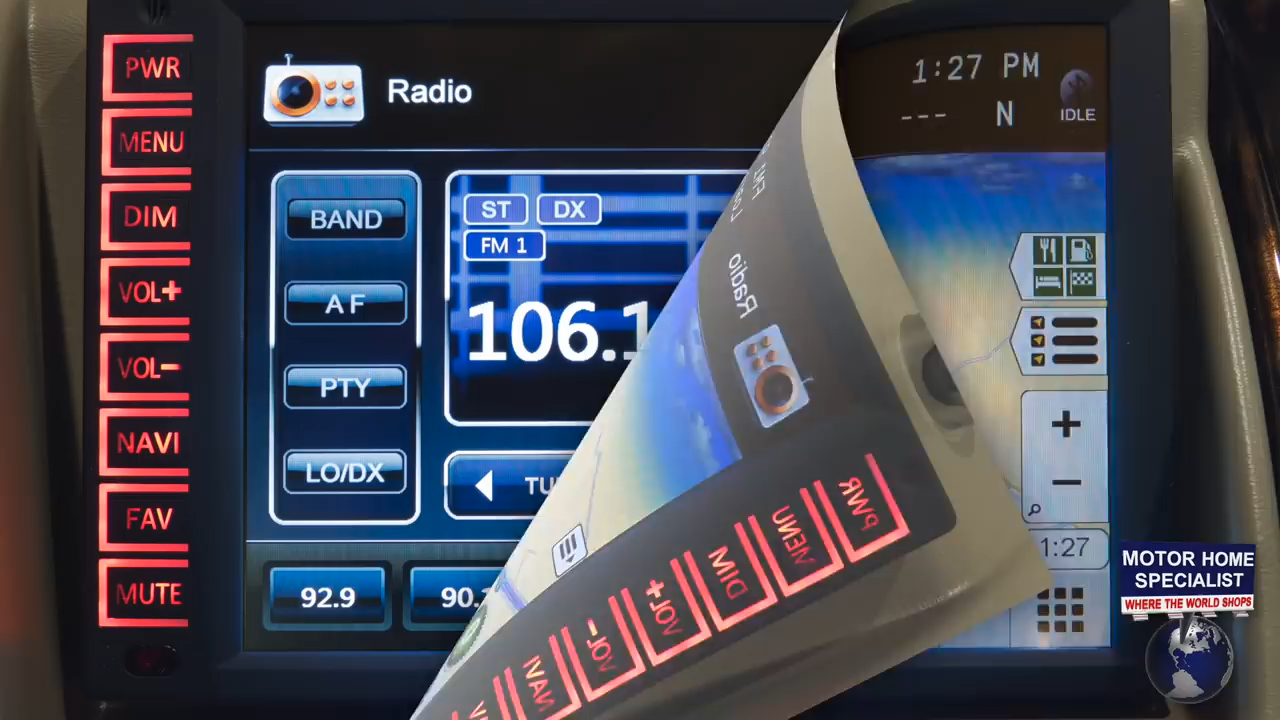 PWR
MENU
DIM
VOL+
VOL-
NAVI
FAV
MUTE
Radio
BAND
AF
PTY
LO/DX
ST
DX
FM 1
106.1
92.9
90.
1:27 PM
--- N
IDLE
+
-
1:27
Radio
PWR
MENU
DIM
VOL+
VOL-
NAVI
MOTOR HOME
SPECIALIST
WHERE THE WORLD SHOPS